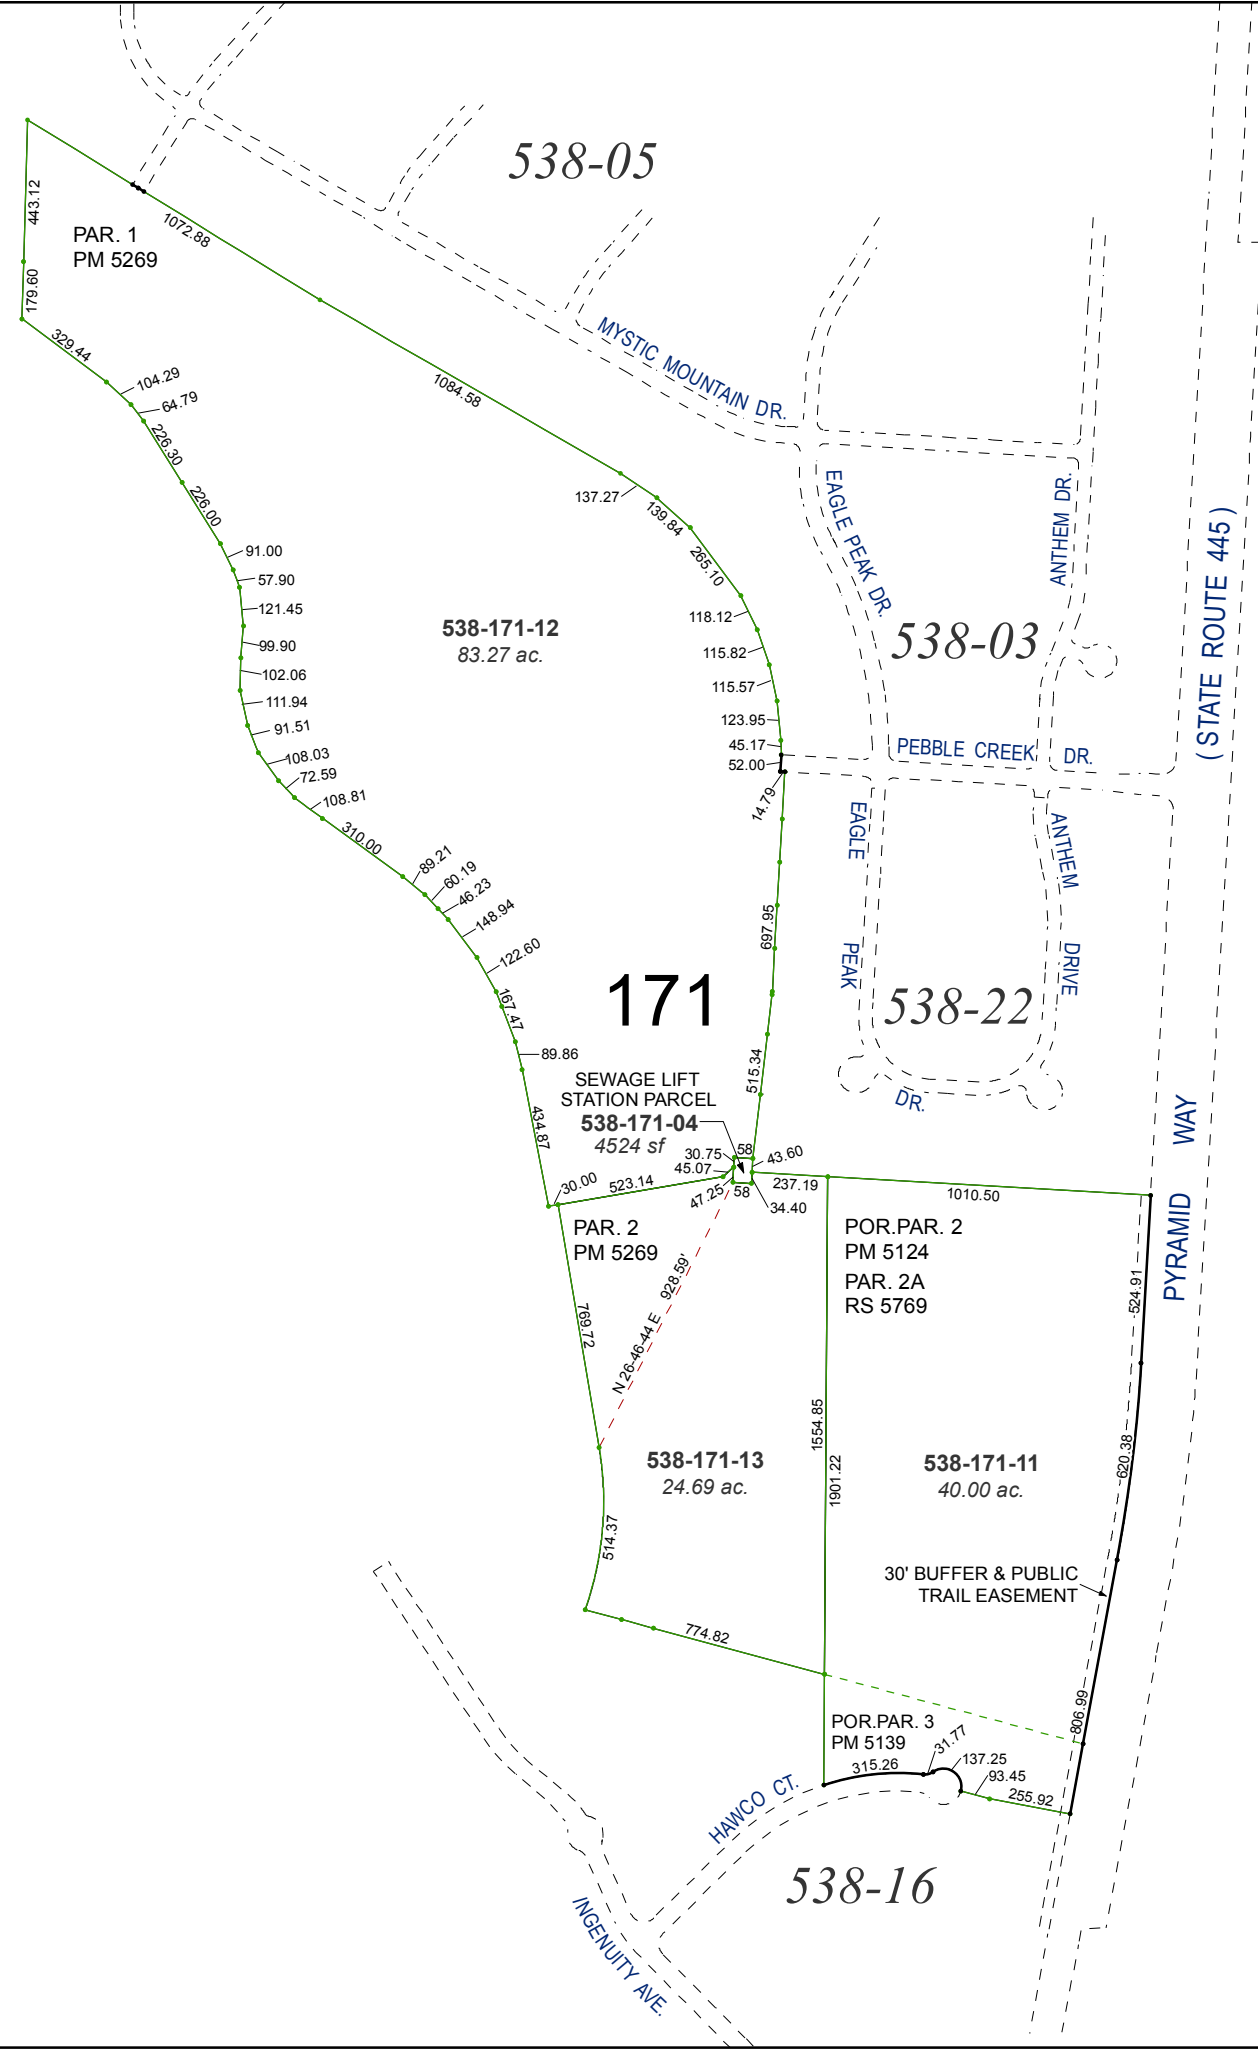 538-05
443.12
PAR. 1
PM 5269
1072.88
179.60
329.44
104.29
64.79
226.30
226.00
91.00
57.90
121.45
99.90
102.06
111.94
91.51
108.03
72.59
108.81
310.00
89.21
60.19
46.23
148.94
122.60
167.47
89.86
434.87
1084.58
MYSTIC MOUNTAIN DR.
137.27
139.84
265.10
118.12
115.82
115.57
123.95
45.17
52.00
14.79
697.95
515.34
538-171-12
83.27 ac.
EAGLE PEAK DR.
ANTHEM DR.
538-03
( STATE ROUTE 445 )
PEBBLE CREEK DR.
EAGLE PEAK DR.
ANTHEM DRIVE
538-22
171
SEWAGE LIFT
STATION PARCEL
538-171-04
4524 sf
58
30.75
45.07
47.25
58
43.60
34.40
237.19
1010.50
30.00
523.14
PAR. 2
PM 5269
POR.PAR. 2
PM 5124
PAR. 2A
RS 5769
PYRAMID WAY
524.91
769.72
N 26-46-44 E 928.59'
1554.85
1901.22
620.38
538-171-13
24.69 ac.
538-171-11
40.00 ac.
514.37
30' BUFFER & PUBLIC
TRAIL EASEMENT
774.82
806.99
POR.PAR. 3
PM 5139
315.26
31.77
137.25
93.45
255.92
HAWCO CT.
538-16
INGENUITY AVE.